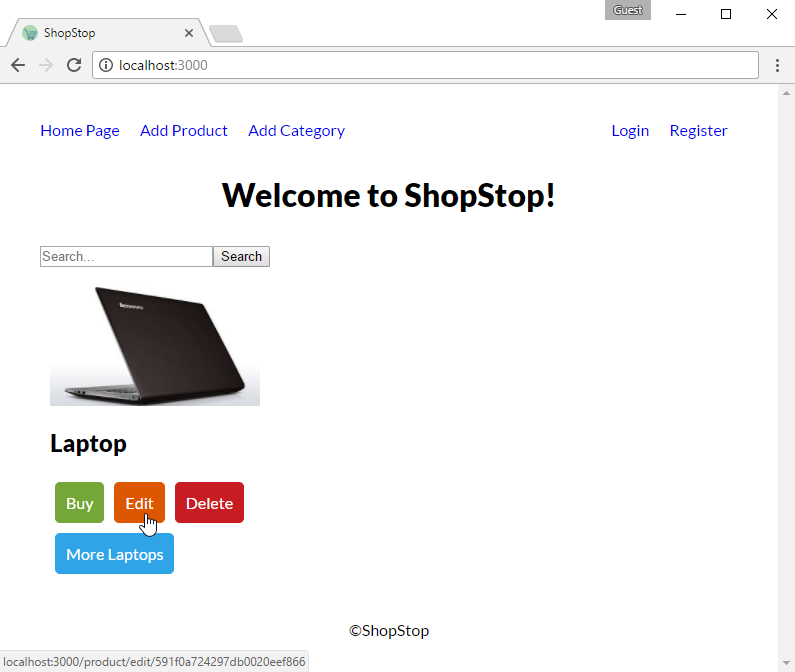 Guest
ShopStop
localhost:3000
Home Page Add Product Add Category Login Register
Welcome to ShopStop!
Search... Search
lenovo
Laptop
Buy Edit Delete
More Laptops
©ShopStop
localhost:3000/product/edit/591f0a724297db0020eef866